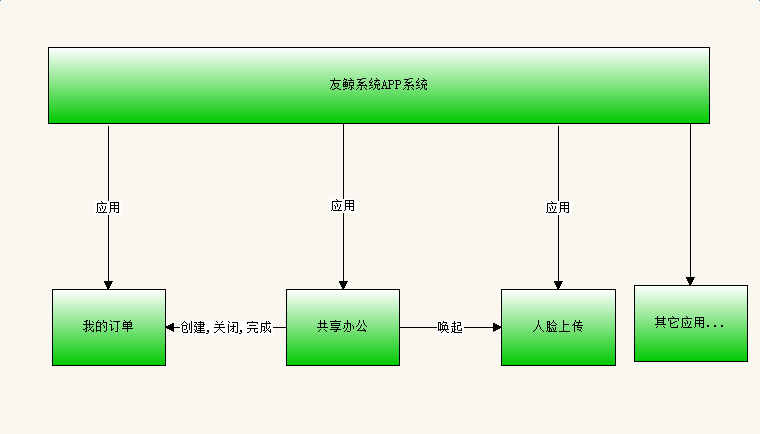 友鲸系统APP系统
应用
应用
应用
我的订单
创建,关闭,完成
共享办公
唤起
人脸上传
其它应用...